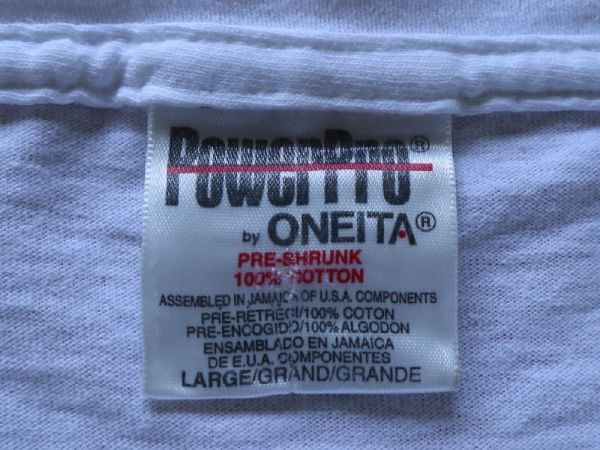 PowerPro®
by ONEITA®
PRE-SHRUNK
100% COTTON
ASSEMBLED IN JAMAICA OF U.S.A. COMPONENTS
PRE-RETRECI/100% COTON
PRE-ENCOGIDO/100% ALGODON
ENSAMBLADO EN JAMAICA
DE E.U.A. COMPONENTES
LARGE/GRAND/GRANDE